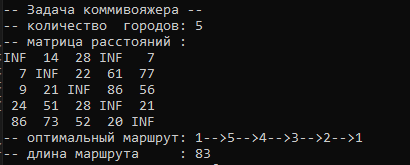 -- Задача коммивояжера --
-- количество городов: 5
-- матрица расстояний :
INF 14 28 INF 7
7 INF 22 61 77
9 21 INF 86 56
24 51 28 INF 21
86 73 52 20 INF
-- оптимальный маршрут: 1-->5-->4-->3-->2-->1
-- длина маршрута : 83